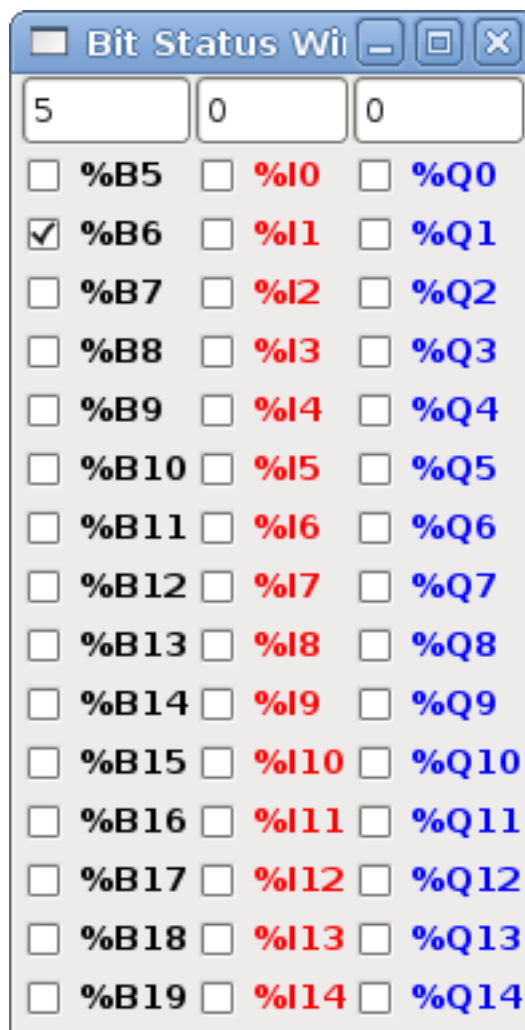 Bit Status Wi
5 0 0
%B5 %I0 %Q0
%B6 %I1 %Q1
%B7 %I2 %Q2
%B8 %I3 %Q3
%B9 %I4 %Q4
%B10 %I5 %Q5
%B11 %I6 %Q6
%B12 %I7 %Q7
%B13 %I8 %Q8
%B14 %I9 %Q9
%B15 %I10 %Q10
%B16 %I11 %Q11
%B17 %I12 %Q12
%B18 %I13 %Q13
%B19 %I14 %Q14